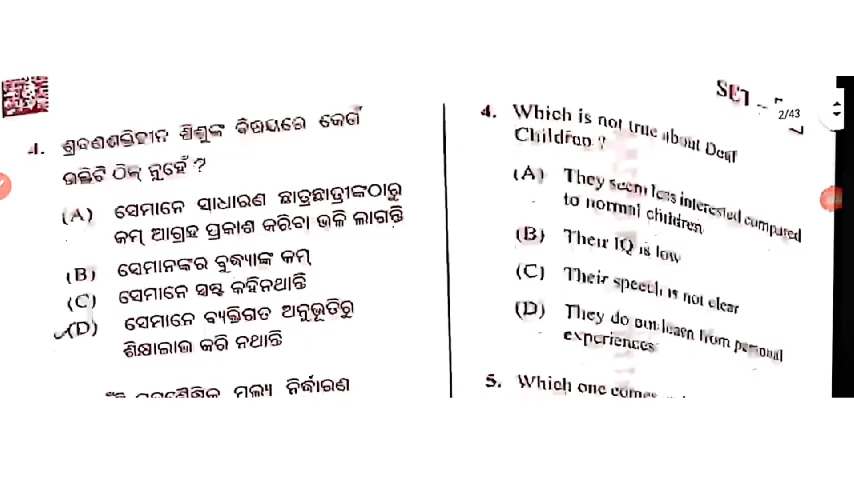 4. ଶ୍ରବଣଶକ୍ତିହୀନ ଶିଶୁଙ୍କ ବିଷୟରେ କେଉଁ
ଉକ୍ତିଟି ଠିକ୍ ନୁହେଁ ?
(A) ସେମାନେ ସାଧାରଣ ଛାତ୍ରଛାତ୍ରୀଙ୍କଠାରୁ
କମ୍ ଆଗ୍ରହ ପ୍ରକାଶ କରିବା ଭଳି ଲାଗନ୍ତି
(B) ସେମାନଙ୍କର ବୁଦ୍ଧ୍ୟାଙ୍କ କମ୍
(C) ସେମାନେ ସ୍ପଷ୍ଟ କହିନଥାନ୍ତି
(D) ସେମାନେ ବ୍ୟକ୍ତିଗତ ଅନୁଭୂତିରୁ
ଶିକ୍ଷାଲାଭ କରି ନଥାନ୍ତି
ମୂଲ୍ୟ ନିର୍ଦ୍ଧାରଣ
SET -
2/43
4. Which is not true about Deaf
Children ?
(A) They seem less interested compared
to normal children
(B) Their IQ is low
(C) Their speech is not clear
(D) They do not learn from personal
experiences
5. Which one comes